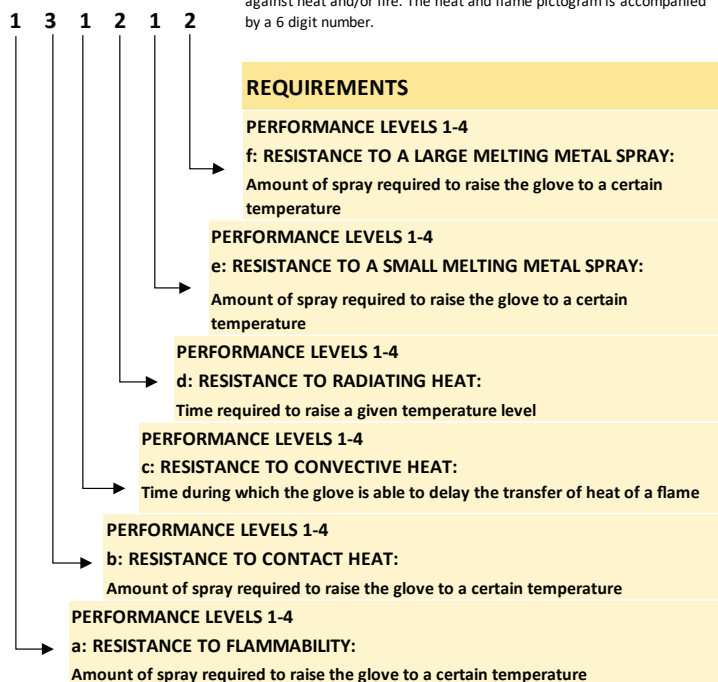 against heat and/or fire. The heat and flame pictogram is accompanied
by a 6 digit number.
1 3 1 2 1 2
REQUIREMENTS
PERFORMANCE LEVELS 1-4
f: RESISTANCE TO A LARGE MELTING METAL SPRAY:
Amount of spray required to raise the glove to a certain
temperature
PERFORMANCE LEVELS 1-4
e: RESISTANCE TO A SMALL MELTING METAL SPRAY:
Amount of spray required to raise the glove to a certain
temperature
PERFORMANCE LEVELS 1-4
d: RESISTANCE TO RADIATING HEAT:
Time required to raise a given temperature level
PERFORMANCE LEVELS 1-4
c: RESISTANCE TO CONVECTIVE HEAT:
Time during which the glove is able to delay the transfer of heat of a flame
PERFORMANCE LEVELS 1-4
b: RESISTANCE TO CONTACT HEAT:
Amount of spray required to raise the glove to a certain temperature
PERFORMANCE LEVELS 1-4
a: RESISTANCE TO FLAMMABILITY:
Amount of spray required to raise the glove to a certain temperature